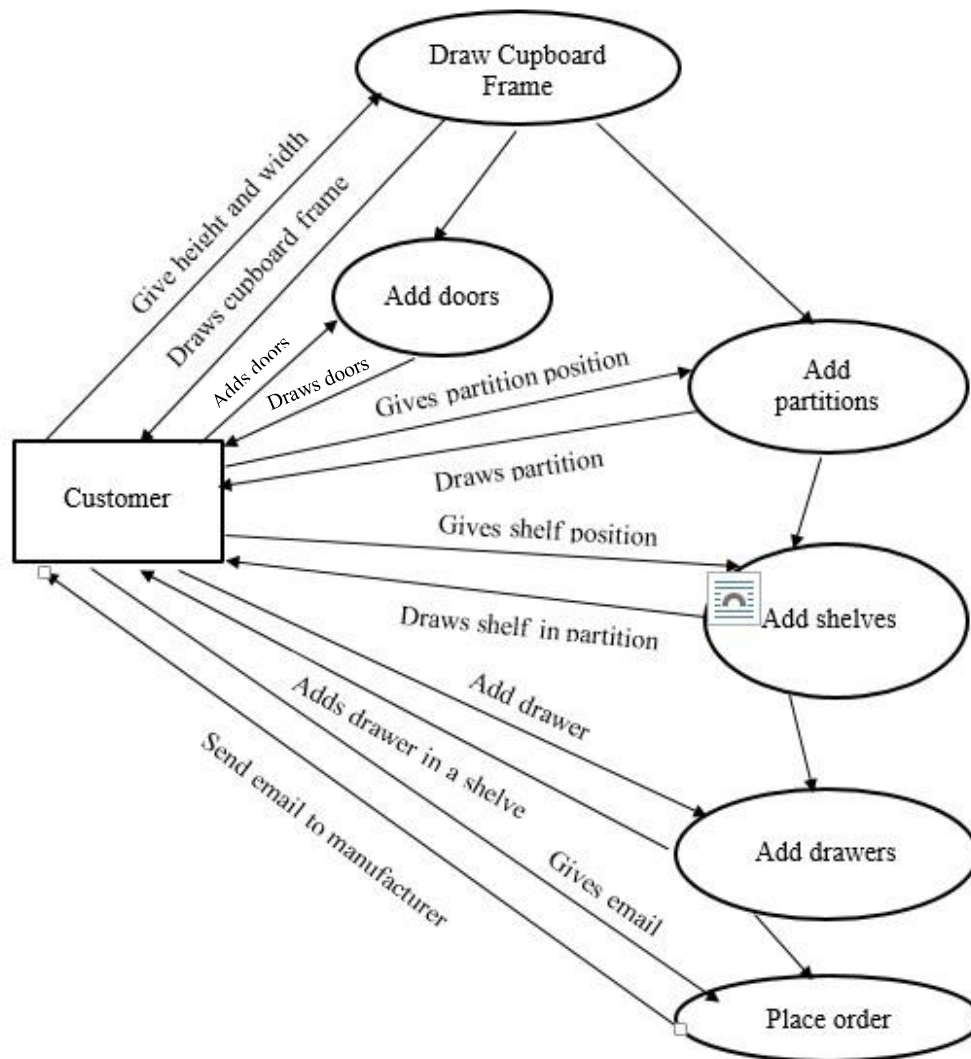 Draw Cupboard
Frame
Give height and width
Draws cupboard frame
Add doors
Adds doors
Draws doors
Gives partition position
Add
partitions
Draws partition
Customer
Gives shelf position
Draws shelf in partition
Add shelves
Add drawer
Adds drawer in a shelve
Send email to manufacturer
Gives email
Add drawers
Place order